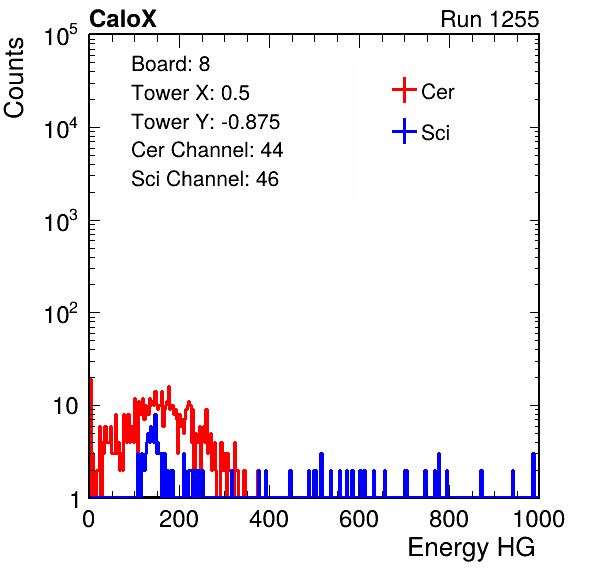 CaloX Run 1255
Counts
Board: 8
Tower X: 0.5
Tower Y: -0.875
Cer Channel: 44
Sci Channel: 46
Cer
Sci
10^5
10^4
10^3
10^2
10
1
0 200 400 600 800 1000
Energy HG